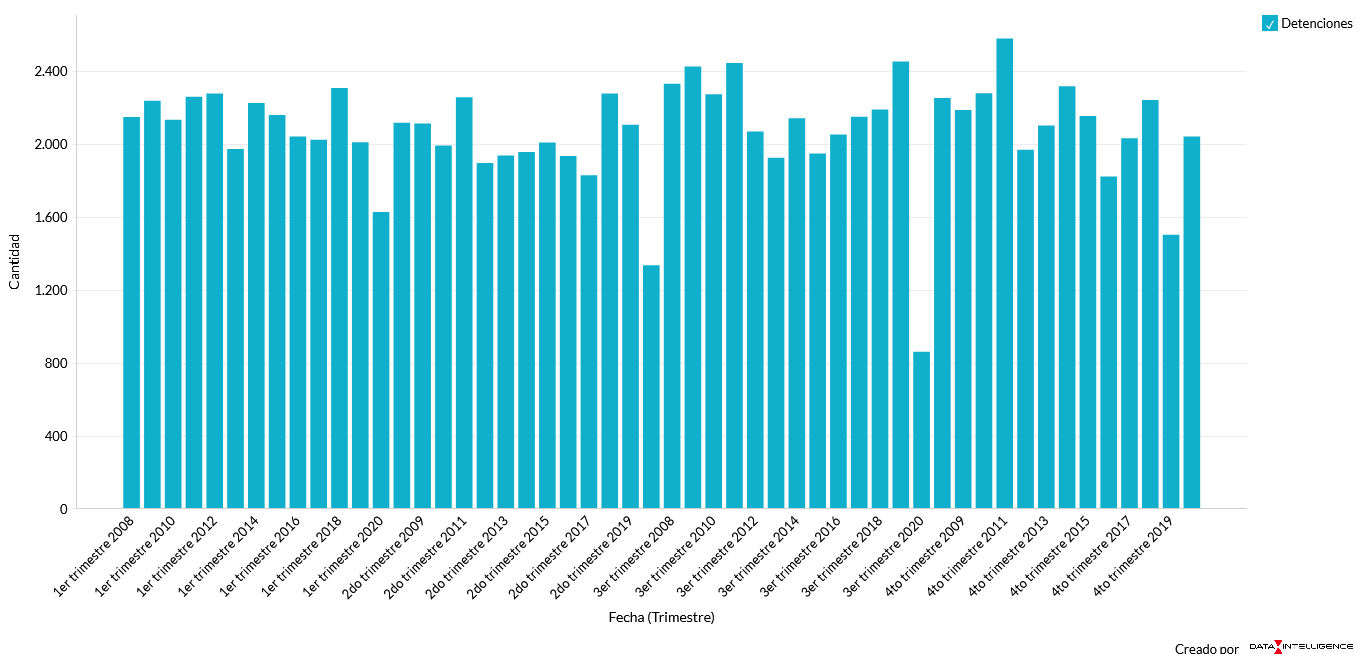 Detenciones
Cantidad
2.400
2.000
1.600
1.200
800
400
0
1er trimestre 2008
1er trimestre 2010
1er trimestre 2012
1er trimestre 2014
1er trimestre 2016
1er trimestre 2018
1er trimestre 2020
2do trimestre 2009
2do trimestre 2011
2do trimestre 2013
2do trimestre 2015
2do trimestre 2017
2do trimestre 2019
3er trimestre 2008
3er trimestre 2010
3er trimestre 2012
3er trimestre 2014
3er trimestre 2016
3er trimestre 2018
3er trimestre 2020
4to trimestre 2009
4to trimestre 2011
4to trimestre 2013
4to trimestre 2015
4to trimestre 2017
4to trimestre 2019
Fecha (Trimestre)
Creado por DATA INTELLIGENCE